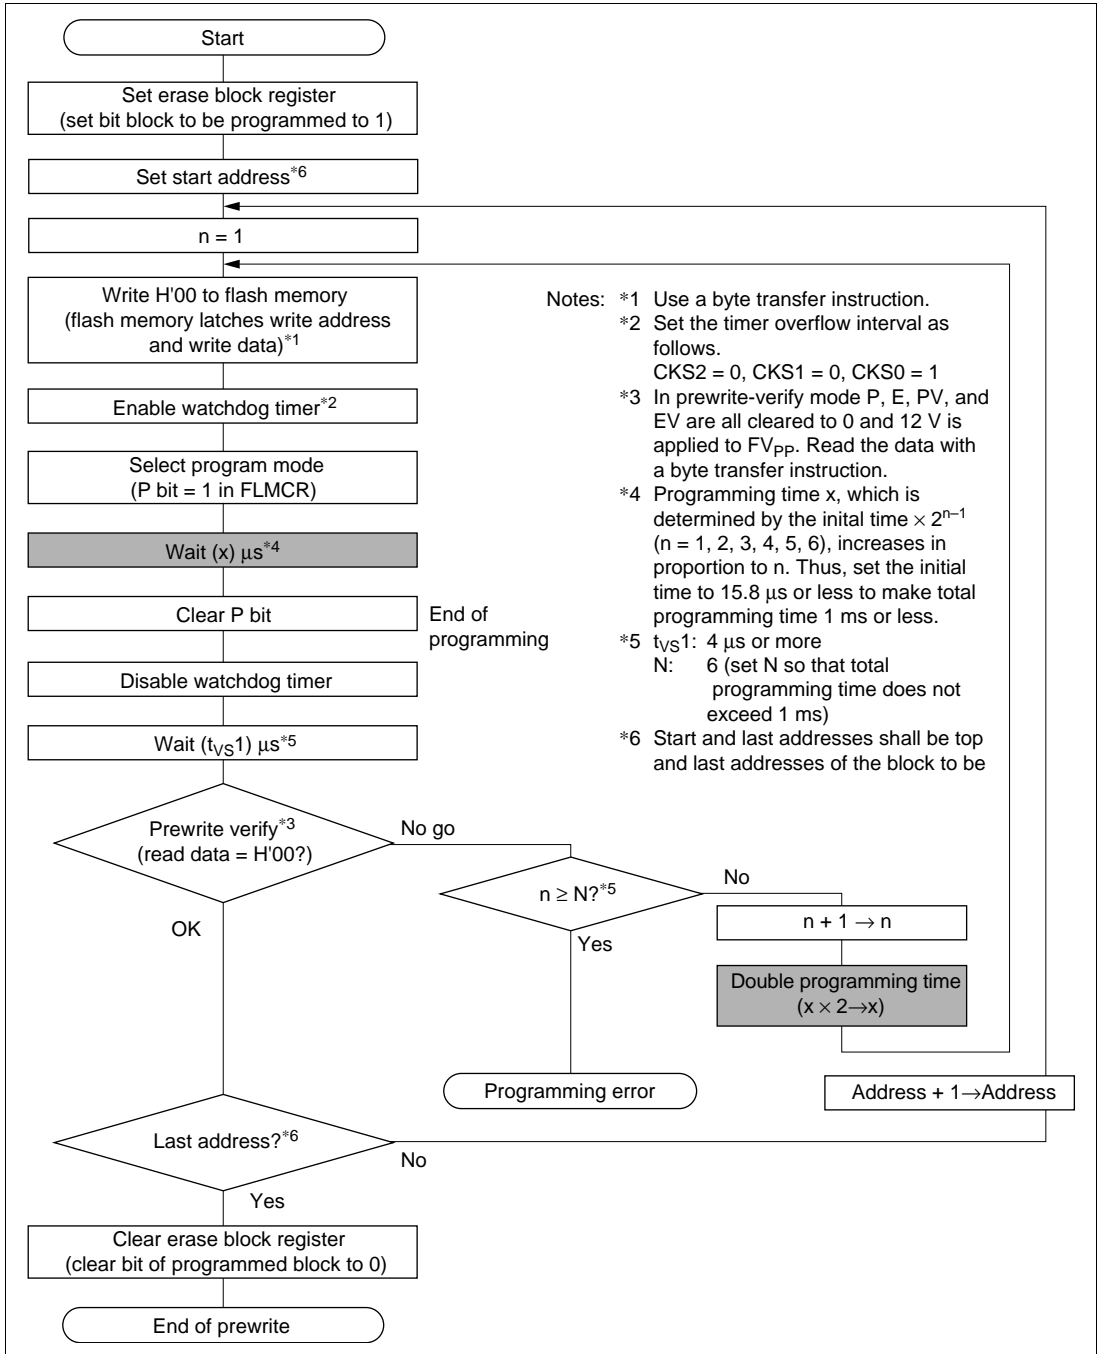 Start
Set erase block register
(set bit block to be programmed to 1)
Set start address*6
n = 1
Write H'00 to flash memory
(flash memory latches write address
and write data)*1
Enable watchdog timer*2
Select program mode
(P bit = 1 in FLMCR)
Wait (x) μs*4
Clear P bit
End of
programming
Disable watchdog timer
Wait (tVS1) μs*5
Prewrite verify*3
(read data = H'00?)
No go
OK
n ≥ N?*5
No
Yes
n + 1 → n
Double programming time
(x × 2→x)
Programming error
Address + 1→Address
Last address?*6
No
Yes
Clear erase block register
(clear bit of programmed block to 0)
End of prewrite
Notes: *1 Use a byte transfer instruction.
*2 Set the timer overflow interval as
follows.
CKS2 = 0, CKS1 = 0, CKS0 = 1
*3 In prewrite-verify mode P, E, PV, and
EV are all cleared to 0 and 12 V is
applied to FVPP. Read the data with
a byte transfer instruction.
*4 Programming time x, which is
determined by the inital time × 2^n–1
(n = 1, 2, 3, 4, 5, 6), increases in
proportion to n. Thus, set the initial
time to 15.8 μs or less to make total
programming time 1 ms or less.
*5 tVS1: 4 μs or more
N: 6 (set N so that total
programming time does not
exceed 1 ms)
*6 Start and last addresses shall be top
and last addresses of the block to be